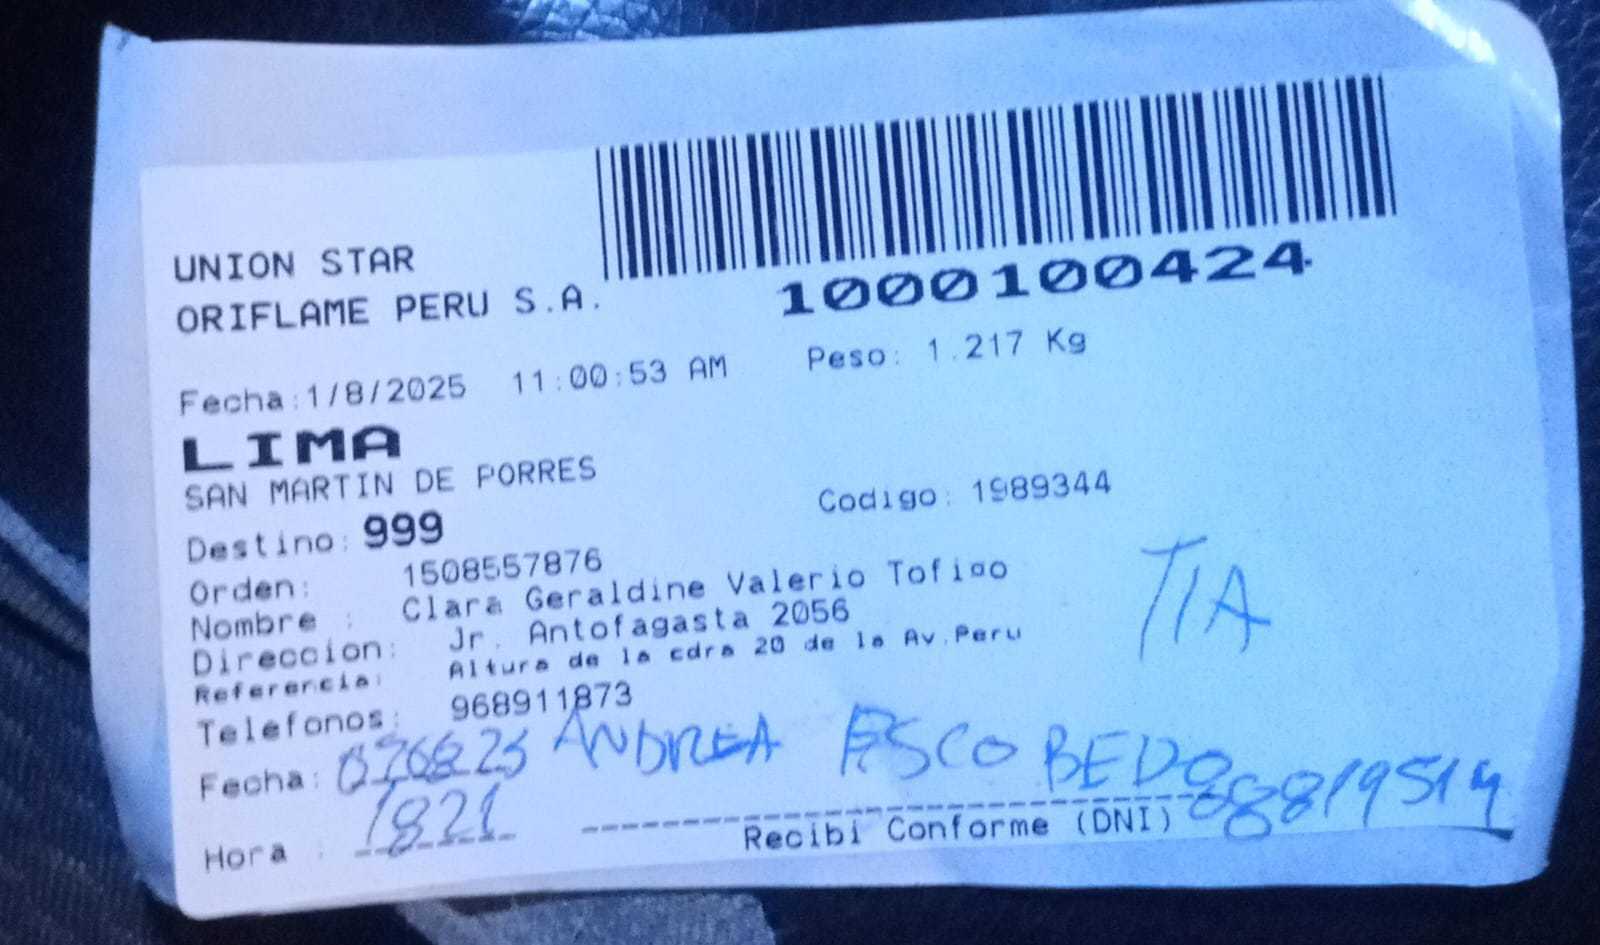 UNION STAR
ORIFLAME PERU S.A.
1000100424
Fecha:1/8/2025 11:00:53 AM Peso: 1.217 Kg
LIMA
SAN MARTIN DE PORRES
Destino: 999 Codigo: 1989344
Orden: 1508557876
Nombre : Clara Geraldine Valerio Tofino
Direccion: Jr. Antofagasta 2056
Referencia: Altura de la cdra 20 de la Av.Peru
TIA
Telefonos: 968911873
Fecha: ANDREA ESCOBEDO
Hora : 1821
Recibi Conforme (DNI)